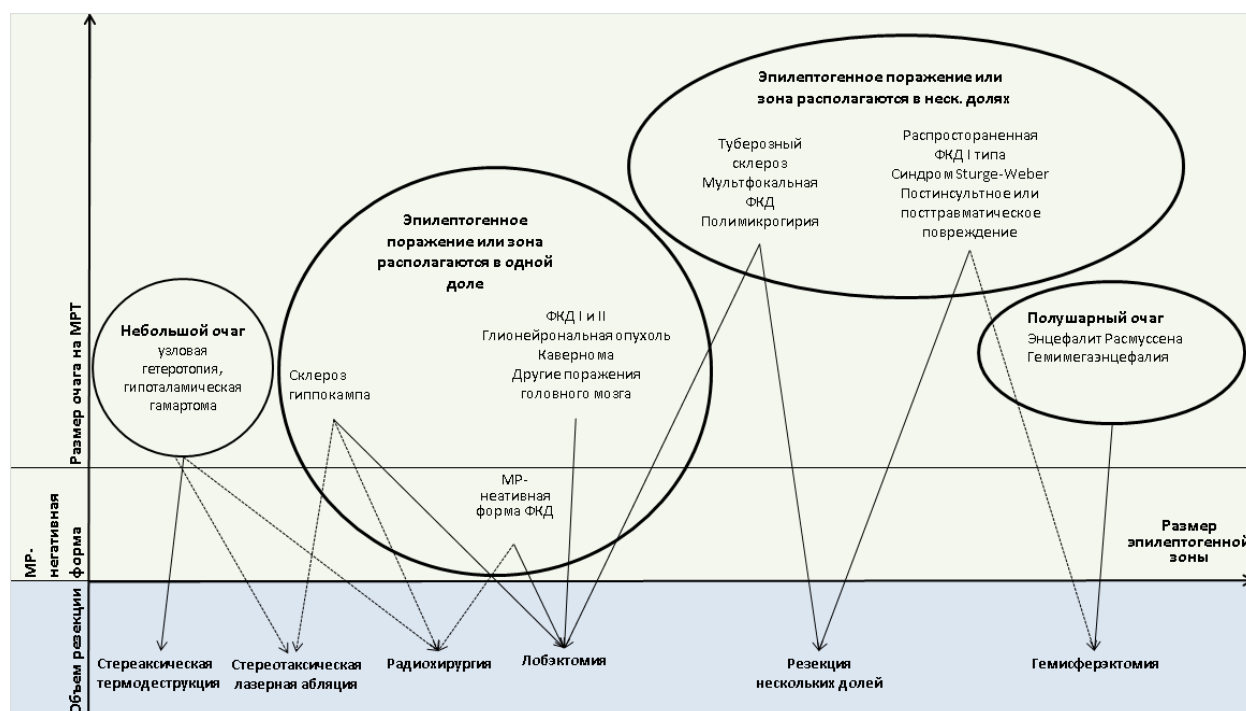 Размер очага на МРТ
МР-
негативная
форма
Объем резекции
Небольшой очаг
узловая
гетеротопия,
гипоталамическая
гамартома
Эпилептогенное
поражение или зона
располагаются в одной
доле
Склероз
гиппокампа
ФКД I и II
Глионейрональная опухоль
Кавернома
Другие поражения
головного мозга
МР-
неативная
форма ФКД
Эпилептогенное поражение или
зона располагаются в неск. долях
Туберозный
склероз
Мультфокальная
ФКД
Полимикрогирия
Распростораненная
ФКД I типа
Синдром Sturge-Weber
Постинсультное или
посттравматическое
повреждение
Полушарный очаг
Энцефалит Расмуссена
Гемимегаэнцефалия
Размер
эпилептогенной
зоны
Стереаксическая
термодеструкция
Стереотаксическая
лазерная абляция
Радиохирургия
Лобэктомия
Резекция
нескольких долей
Гемисферэктомия